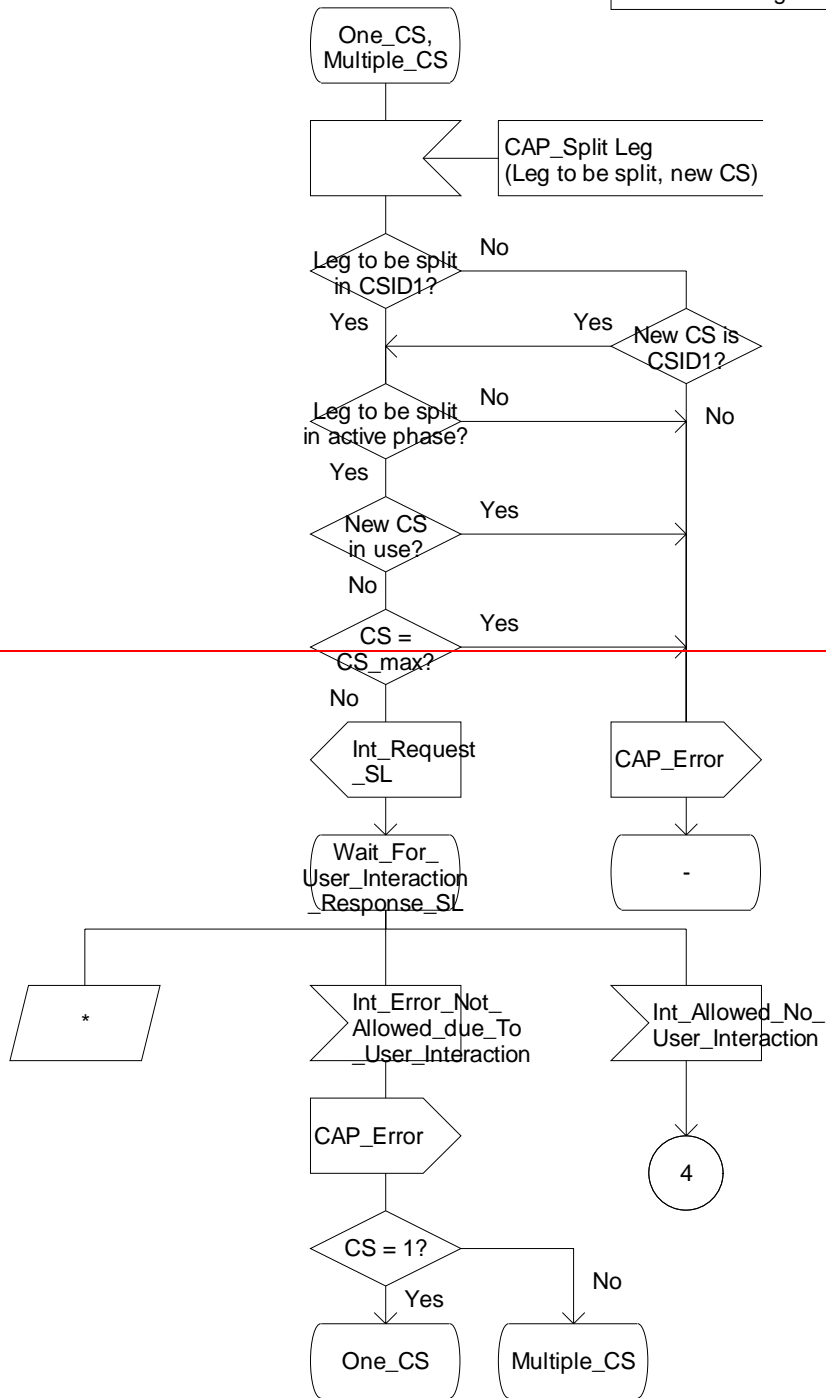 One_CS,
Multiple_CS
CAP_Split Leg
(Leg to be split, new CS)
Leg to be split
in CSID1?
No
Yes
Yes
New CS is
CSID1?
Leg to be split
in active phase?
No
No
Yes
New CS
in use?
Yes
No
CS =
CS_max?
Yes
No
Int_Request
_SL
CAP_Error
Wait_For_
User_Interaction
_Response_SL
-
*
Int_Error_Not_
Allowed_due_To
_User_Interaction
Int_Allowed_No_
User_Interaction
CAP_Error
4
CS = 1?
No
Yes
One_CS
Multiple_CS